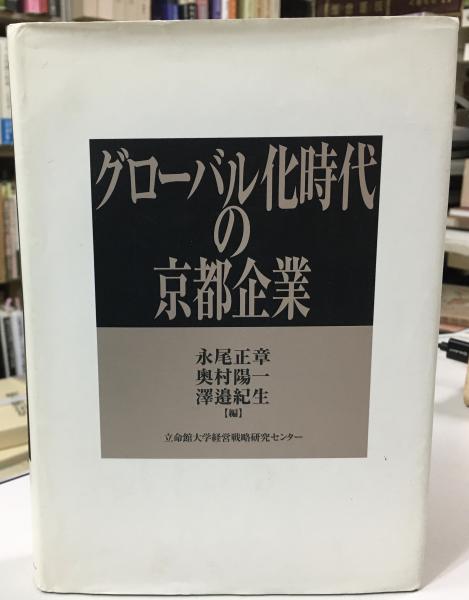 グローバル化時代
の
京都企業
永尾正章
奥村陽一
澤邉紀生
【編】
立命館大学経営戦略研究センター